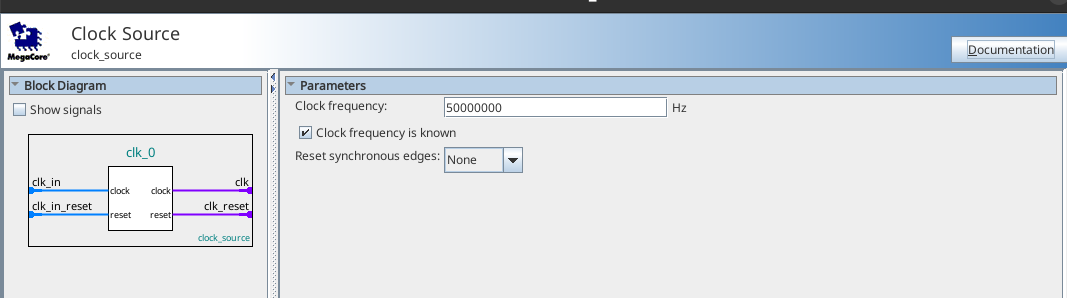 Clock Source
clock_source
MegaCore®
Documentation
Block Diagram
Show signals
clk_0
clk_in
clock
clock
clk
clk_in_reset
reset
reset
clk_reset
clock_source
Parameters
Clock frequency: 50000000 Hz
Clock frequency is known
Reset synchronous edges: None